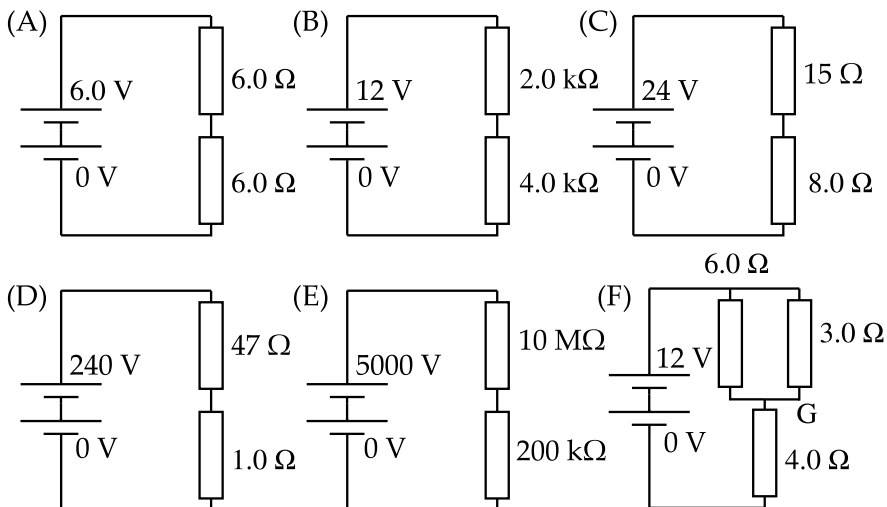 (A)
6.0 V
0 V
6.0 Ω
6.0 Ω
(B)
12 V
0 V
2.0 kΩ
4.0 kΩ
(C)
24 V
0 V
15 Ω
8.0 Ω
(D)
240 V
0 V
47 Ω
1.0 Ω
(E)
5000 V
0 V
10 MΩ
200 kΩ
(F)
6.0 Ω
12 V
0 V
3.0 Ω
G
4.0 Ω